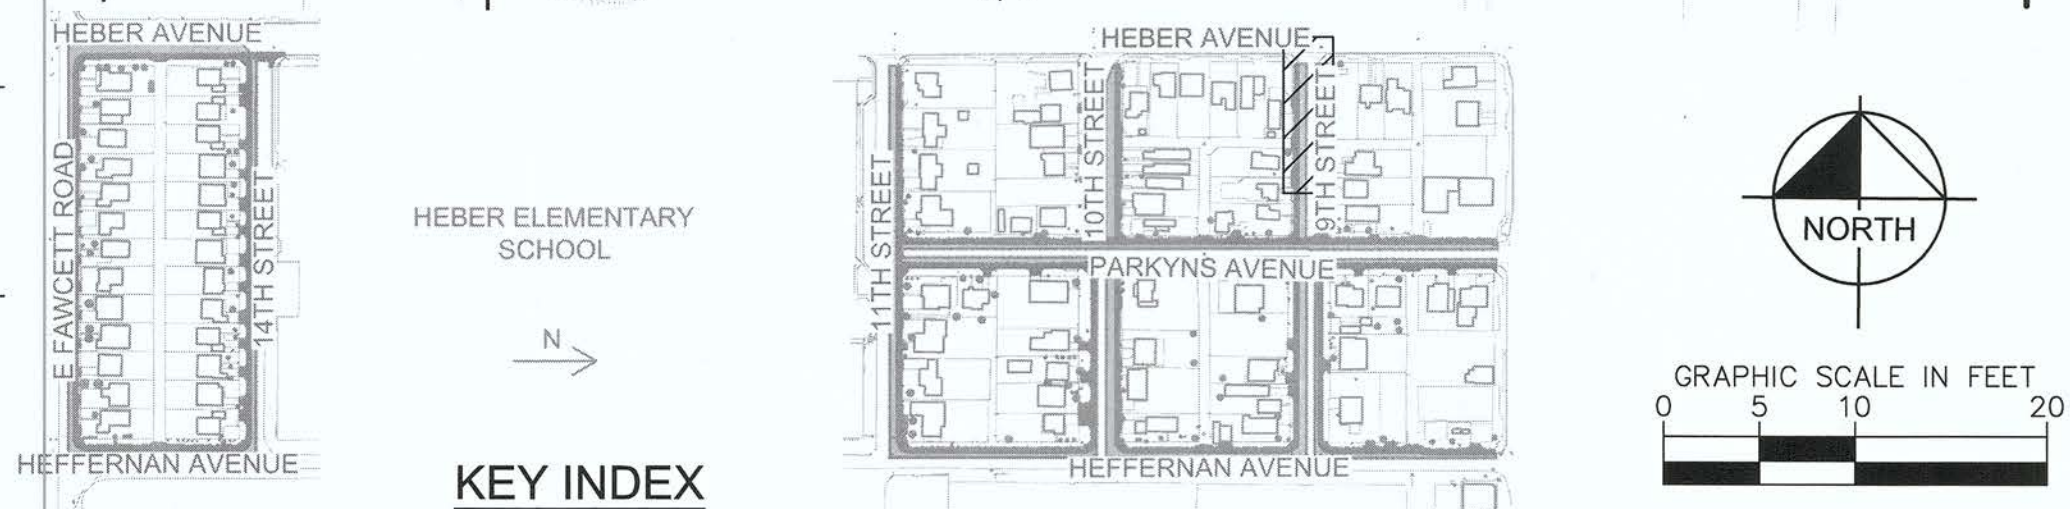 HEBER AVENUE
E FAWCETT ROAD
14TH STREET
HEFFERNAN AVENUE
HEBER ELEMENTARY
SCHOOL
N
KEY INDEX
HEBER AVENUE
11TH STREET
10TH STREET
9TH STREET
PARKYNS AVENUE
HEFFERNAN AVENUE
NORTH
GRAPHIC SCALE IN FEET
0 5 10 20